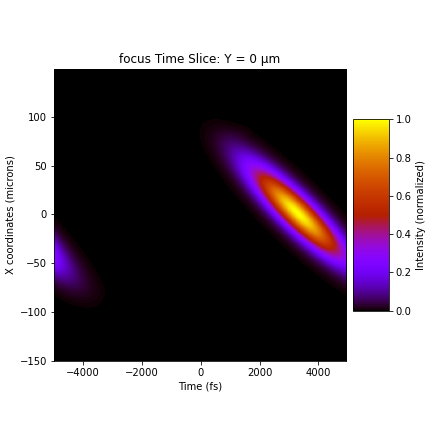 focus Time Slice: Y = 0 μm
X coordinates (microns)
100
50
0
−50
−100
−150
−4000 −2000 0 2000 4000
Time (fs)
1.0
0.8
0.6
0.4
0.2
0.0
Intensity (normalized)